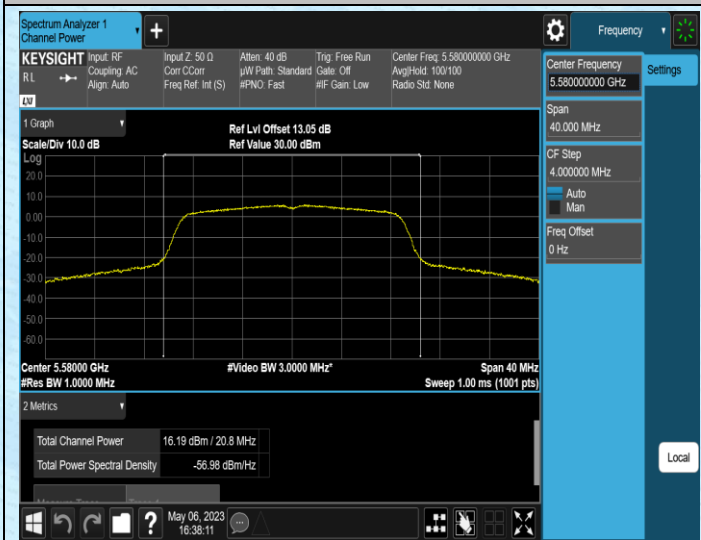 Spectrum Analyzer 1
Channel Power
Frequency
KEYSIGHT
RL
LXI
Input: RF
Coupling: AC
Align: Auto
Input Z: 50 Ω
Corr CCorr
Freq Ref: Int (S)
Atten: 40 dB
µW Path: Standard
#PNO: Fast
Trig: Free Run
Gate: Off
#IF Gain: Low
Center Freq: 5.580000000 GHz
Avg|Hold: 100/100
Radio Std: None
Center Frequency
5.580000000 GHz
Settings
Span
40.000 MHz
CF Step
4.000000 MHz
Auto
Man
Freq Offset
0 Hz
1 Graph
Scale/Div 10.0 dB
Ref Lvl Offset 13.05 dB
Ref Value 30.00 dBm
Log
20.0
10.0
0.00
-10.0
-20.0
-30.0
-40.0
-50.0
-60.0
Center 5.58000 GHz
#Res BW 1.0000 MHz
#Video BW 3.0000 MHz*
Span 40 MHz
Sweep 1.00 ms (1001 pts)
2 Metrics
Total Channel Power 16.19 dBm / 20.8 MHz
Total Power Spectral Density -56.98 dBm/Hz
Local
?
May 06, 2023
16:38:11